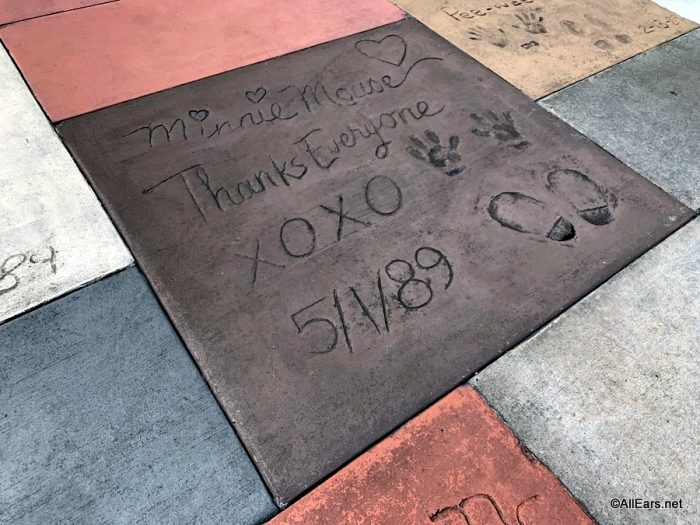 Pee-wee
Minnie Mouse
Thanks Everyone
XOXO
5/1/89
©AllEars.net